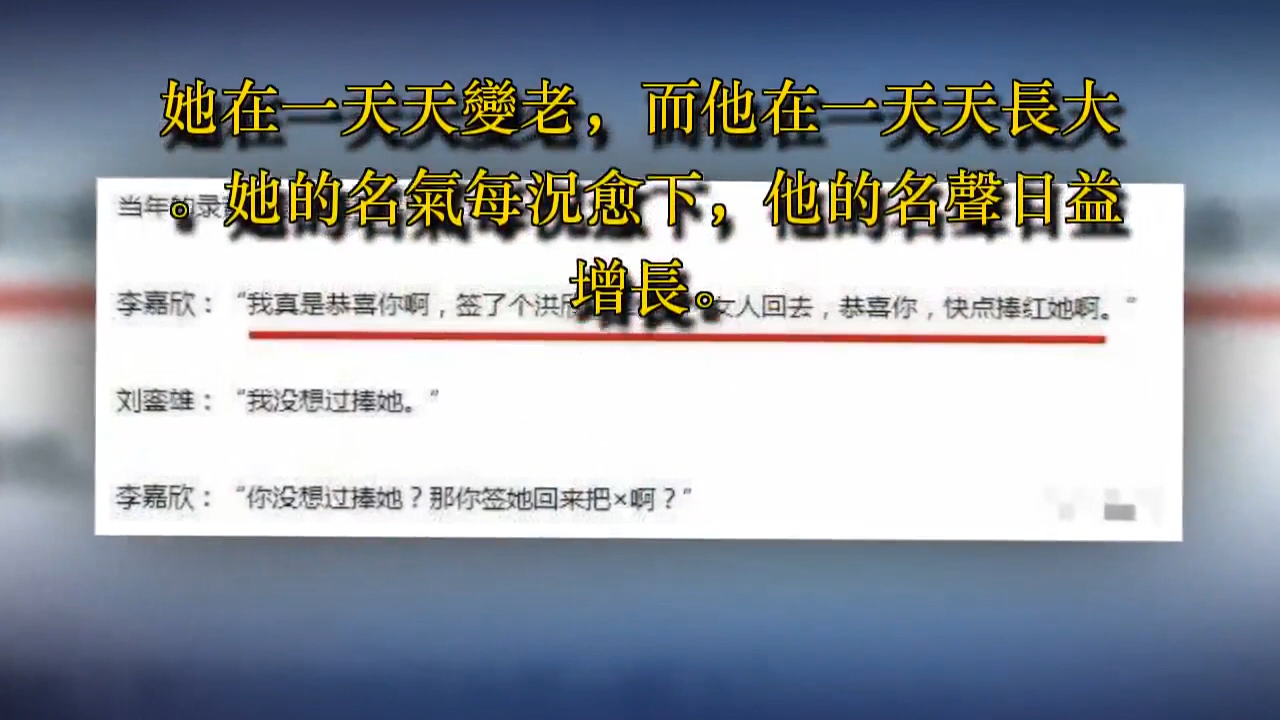 她在一天天變老，而他在一天天長大
。她的名氣每況愈下，他的名聲日益
增長。
当年的录
李嘉欣：“我真是恭喜你啊，签了个洪 女人回去，恭喜你，快点捧红她啊。”
刘銮雄：“我没想过捧她。”
李嘉欣：“你没想过捧她？那你签她回来把×啊？”